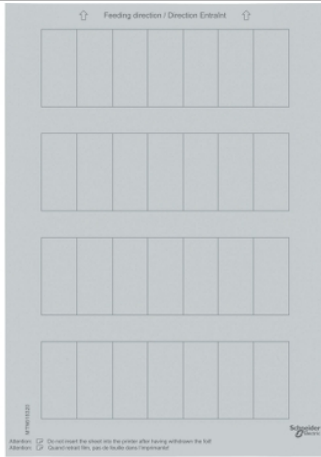 Feeding direction / Direction Entraînt
Attention: Do not insert the sheet into the printer after having withdrawn the foil!
Attention: Quand retrait film, pas de feuille dans l'imprimante!
Schneider
Electric